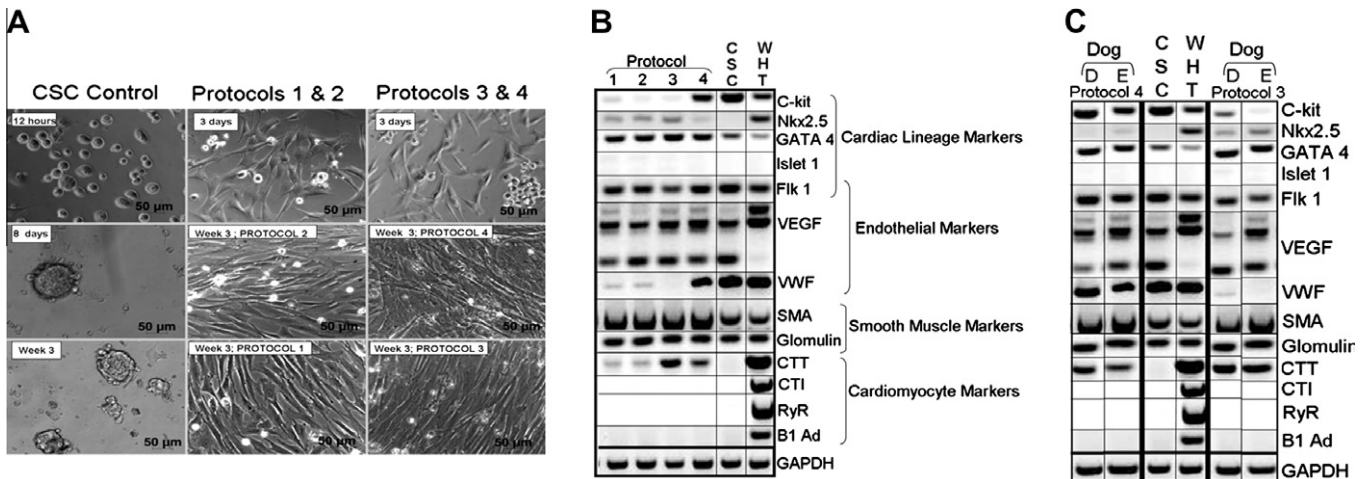 A
CSC Control
Protocols 1 & 2
Protocols 3 & 4
12 hours
50 µm
3 days
50 µm
3 days
50 µm
8 days
50 µm
Week 3 ; PROTOCOL 2
50 µm
Week 3; PROTOCOL 4
50 µm
Week 3
50 µm
Week 3; PROTOCOL 1
50 µm
Week 3; PROTOCOL 3
50 µm
B
Protocol
1 2 3 4
CSC
WHT
C-kit
Nkx2.5
GATA 4
Islet 1
Flk 1
VEGF
VWF
SMA
Glomulin
CTT
CTI
RyR
B1 Ad
GAPDH
Cardiac Lineage Markers
Endothelial Markers
Smooth Muscle Markers
Cardiomyocyte Markers
C
Dog
D E
Protocol 4
CSC
WHT
Dog
D E
Protocol 3
C-kit
Nkx2.5
GATA 4
Islet 1
Flk 1
VEGF
VWF
SMA
Glomulin
CTT
CTI
RyR
B1 Ad
GAPDH